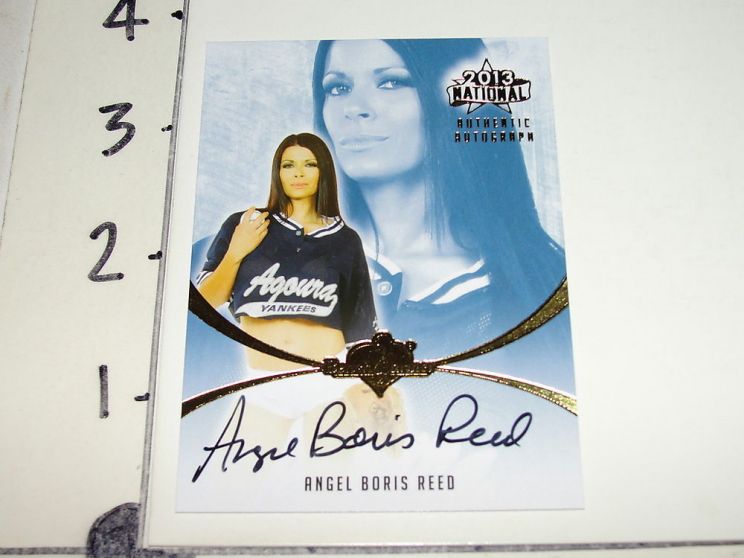 4
3
2
1
2013
NATIONAL
AUTHENTIC
AUTOGRAPH
Agoura
YANKEES
Angel Boris Reed
ANGEL BORIS REED